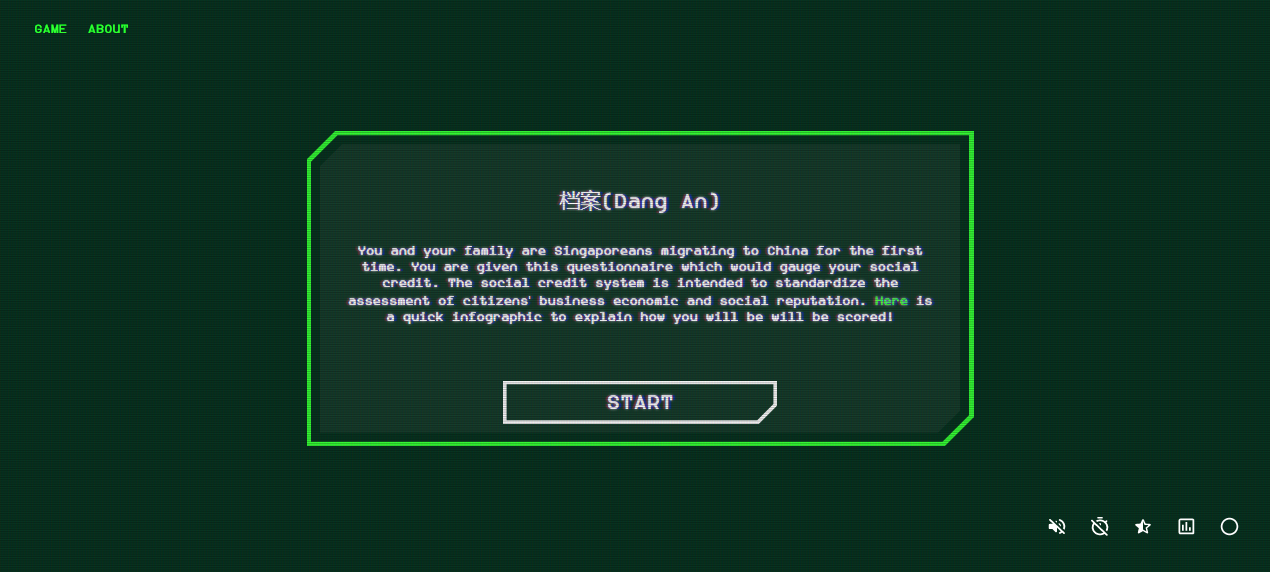 GAME ABOUT
档案(Dang An)
You and your family are Singaporeans migrating to China for the first
time. You are given this questionnaire which would gauge your social
credit. The social credit system is intended to standardize the
assessment of citizens' business economic and social reputation. Here is
a quick infographic to explain how you will be will be scored!
START